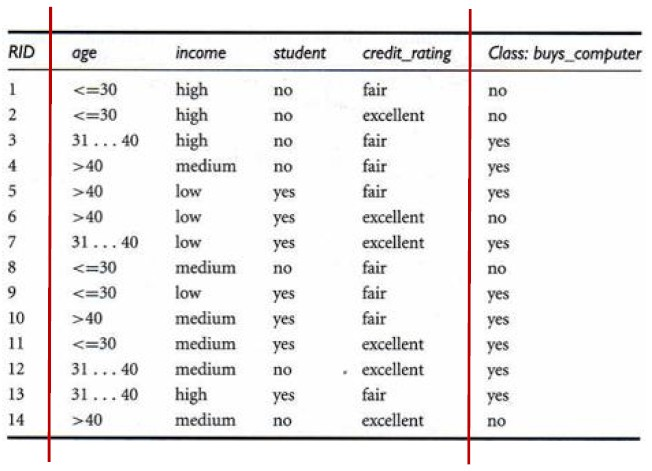 RID age income student credit_rating Class: buys_computer
1 <=30 high no fair no
2 <=30 high no excellent no
3 31 . . . 40 high no fair yes
4 >40 medium no fair yes
5 >40 low yes fair yes
6 >40 low yes excellent no
7 31 . . . 40 low yes excellent yes
8 <=30 medium no fair no
9 <=30 low yes fair yes
10 >40 medium yes fair yes
11 <=30 medium yes excellent yes
12 31 . . . 40 medium no excellent yes
13 31 . . . 40 high yes fair yes
14 >40 medium no excellent no